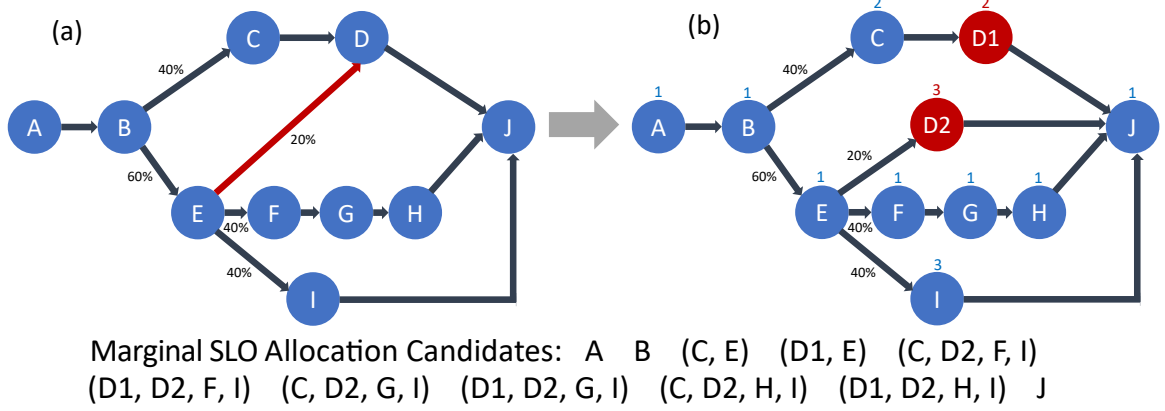 (a)
C
D
40%
A
B
20%
J
60%
E
F
G
H
40%
40%
I
(b)
2
2
C
D1
40%
1
1
3
1
A
B
D2
J
20%
60%
1
1
1
1
E
F
G
H
40%
40%
3
I
Marginal SLO Allocation Candidates: A B (C, E) (D1, E) (C, D2, F, I)
(D1, D2, F, I) (C, D2, G, I) (D1, D2, G, I) (C, D2, H, I) (D1, D2, H, I) J